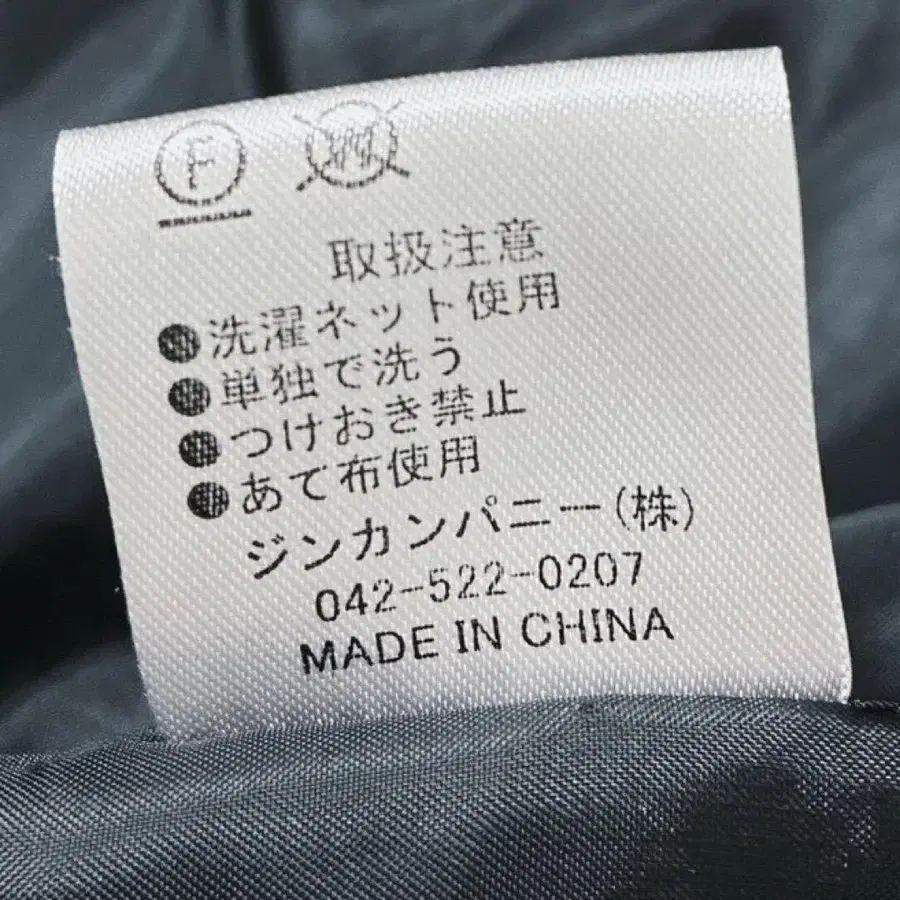 F W
取扱注意
●洗濯ネット使用
●単独で洗う
●つけおき禁止
●あて布使用
ジンカンパニー(株)
042-522-0207
MADE IN CHINA